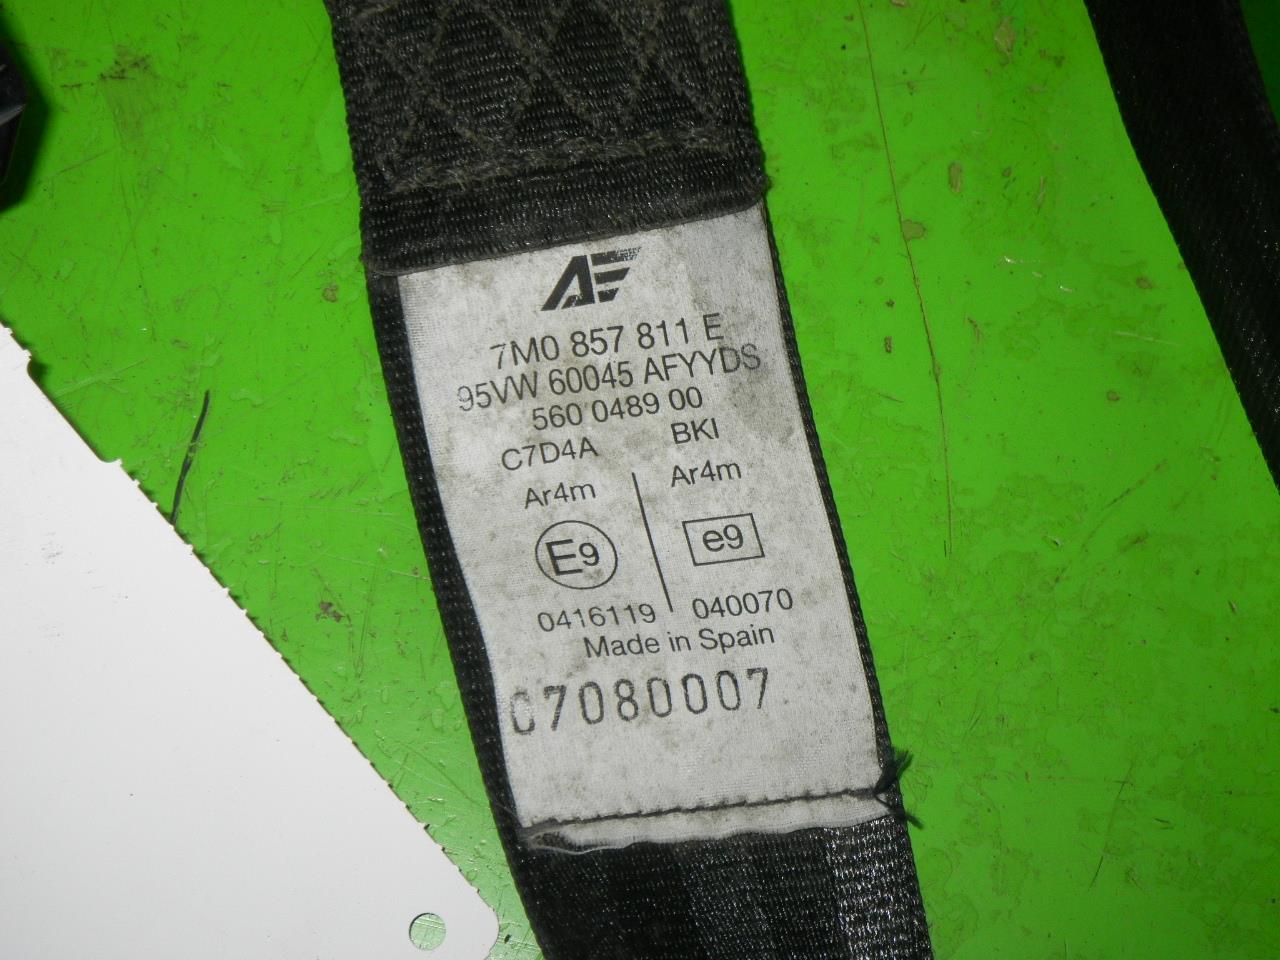 AE
7M0 857 811 E
95VW 60045 AFYYDS
560 0489 00
C7D4A BKI
Ar4m Ar4m
E9 e9
0416119 040070
Made in Spain
C7080007